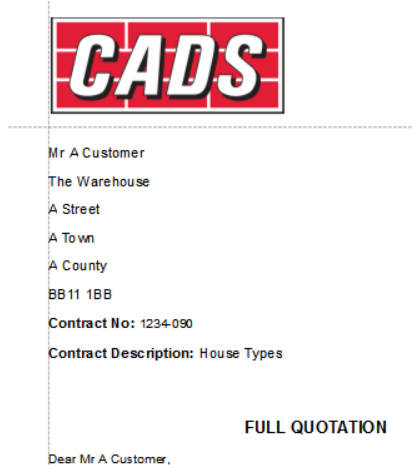 CADS
Mr A Customer
The Warehouse
A Street
A Town
A County
BB11 1BB
Contract No: 1234-090
Contract Description: House Types
FULL QUOTATION
Dear Mr A Customer,